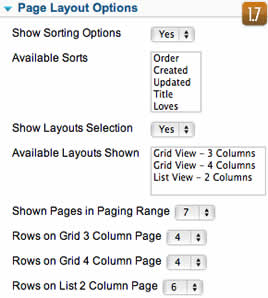 Page Layout Options
1.7
Show Sorting Options Yes
Available Sorts
Order
Created
Updated
Title
Loves
Show Layouts Selection Yes
Available Layouts Shown
Grid View - 3 Columns
Grid View - 4 Columns
List View - 2 Columns
Shown Pages in Paging Range 7
Rows on Grid 3 Column Page 4
Rows on Grid 4 Column Page 4
Rows on List 2 Column Page 6